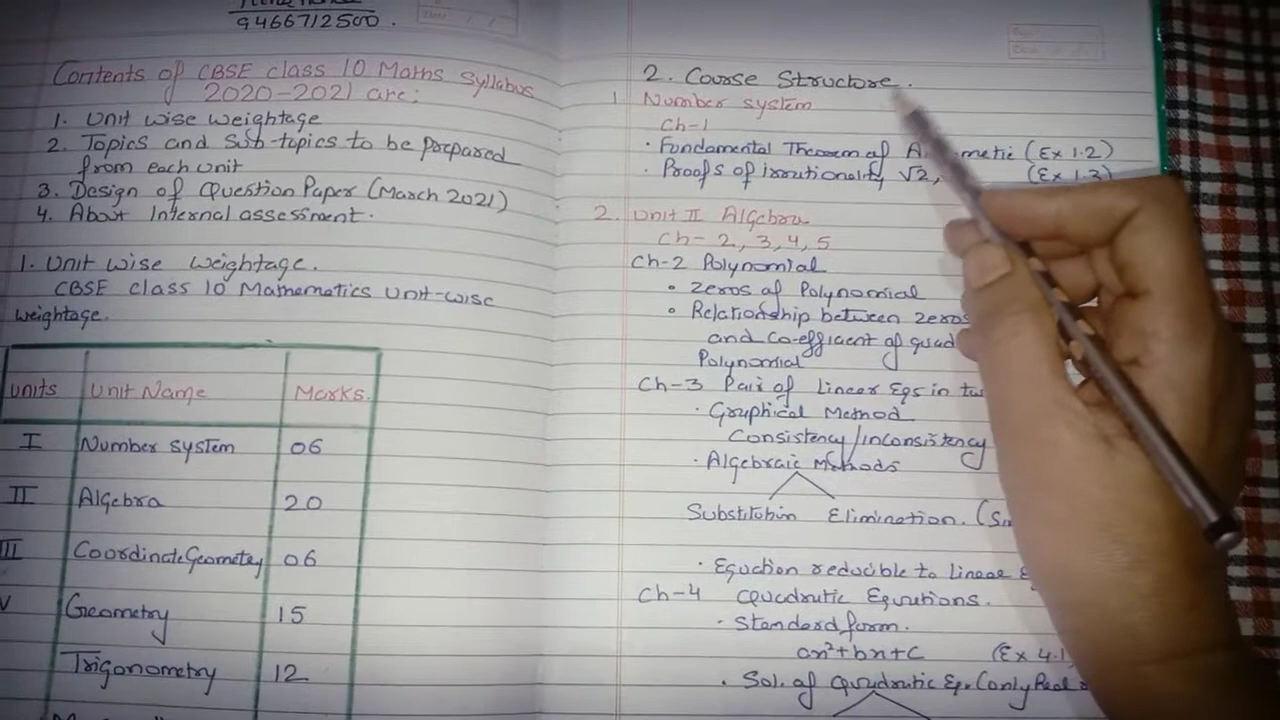 9466712500.
Contents of CBSE class 10 Maths Syllabus
2020-2021 are:
1. Unit wise weightage
2. Topics and Sub-topics to be prepared
from each unit
3. Design of Question Paper (March 2021)
4. About Internal assessment.
1. Unit wise weightage.
CBSE class 10 Mathematics Unit-wise
weightage.
units Unit Name Marks.
I Number system 06
II Algebra 20
III Coordinate Geometry 06
V Geometry 15
Trigonometry 12
2. Course Structure.
1 Number system
Ch-1
· Fundamental Theorem of (Ex 1.2)
· Proofs of irrationality √2, (Ex 1.3)
2. Unit II Algebra
Ch- 2, 3, 4, 5
Ch-2 Polynomial
• Zeros of Polynomial
• Relationship between zeros
and Co-efficient of quad
Polynomial
Ch-3 Pair of Linear Eqs in
· Graphical Method
Consistency/inconsistency
· Algebraic Methods
Substitution Elimination.
· Equation reducible to linear
Ch-4 Quadratic Equations.
· Standard form.
ax²+bx+c (Ex 4.1
· Sol. of Quadratic Eqs (only Real